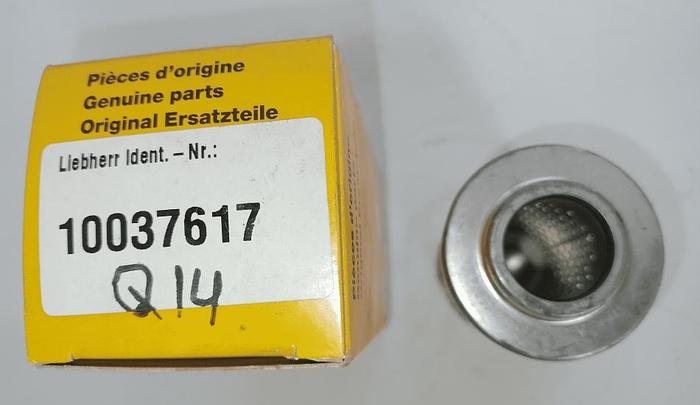 Pièces d'origine
Genuine parts
Original Ersatzteile
Liebherr Ident. – Nr.:
10037617
Q14